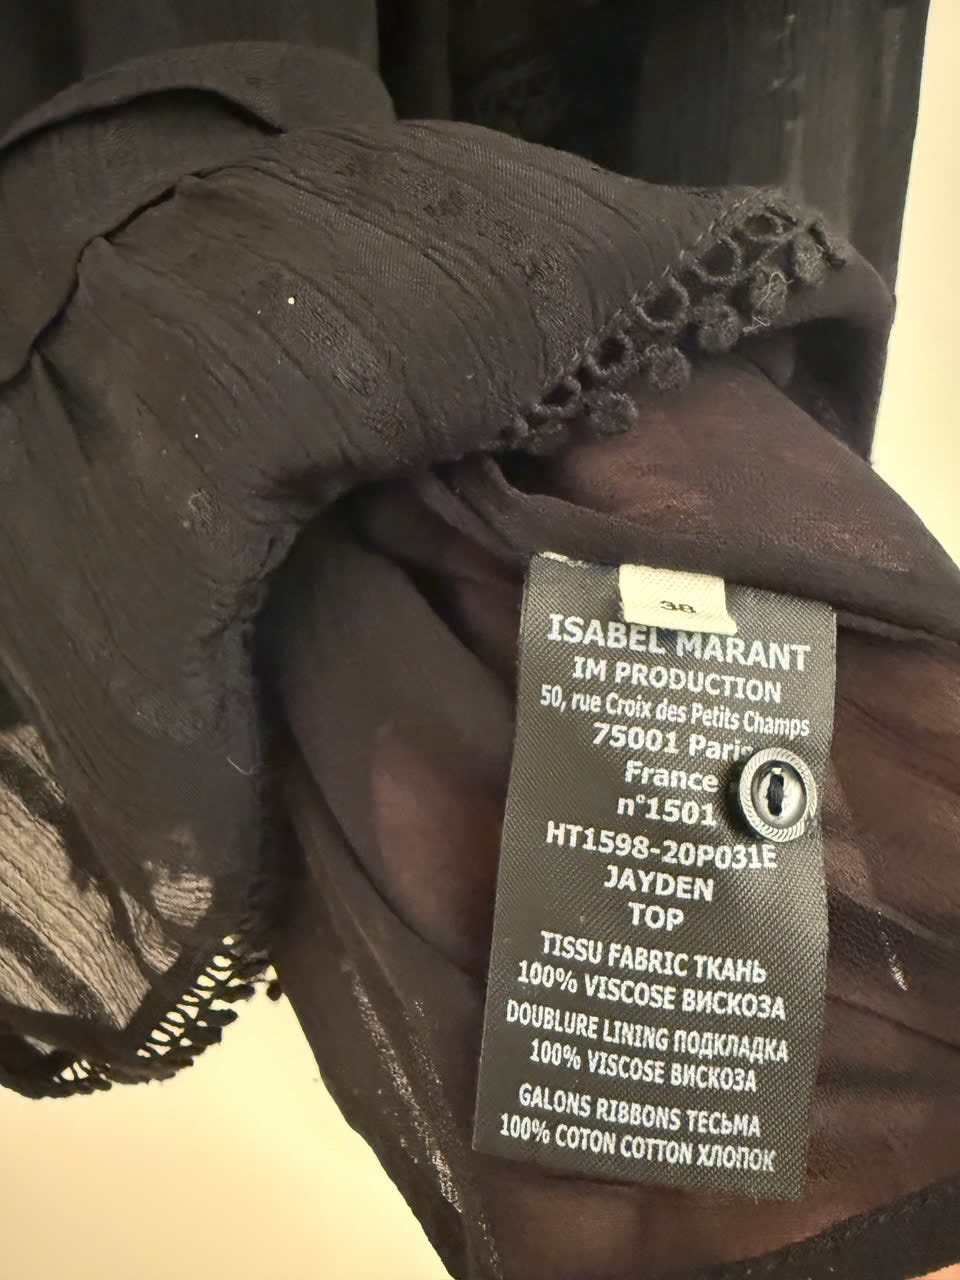 38
ISABEL MARANT
IM PRODUCTION
50, rue Croix des Petits Champs
75001 Paris
France
n°1501
HT1598-20P031E
JAYDEN
TOP
TISSU FABRIC ТКАНЬ
100% VISCOSE ВИСКОЗА
DOUBLURE LINING ПОДКЛАДКА
100% VISCOSE ВИСКОЗА
GALONS RIBBONS ТЕСЬМА
100% COTON COTTON ХЛОПОК